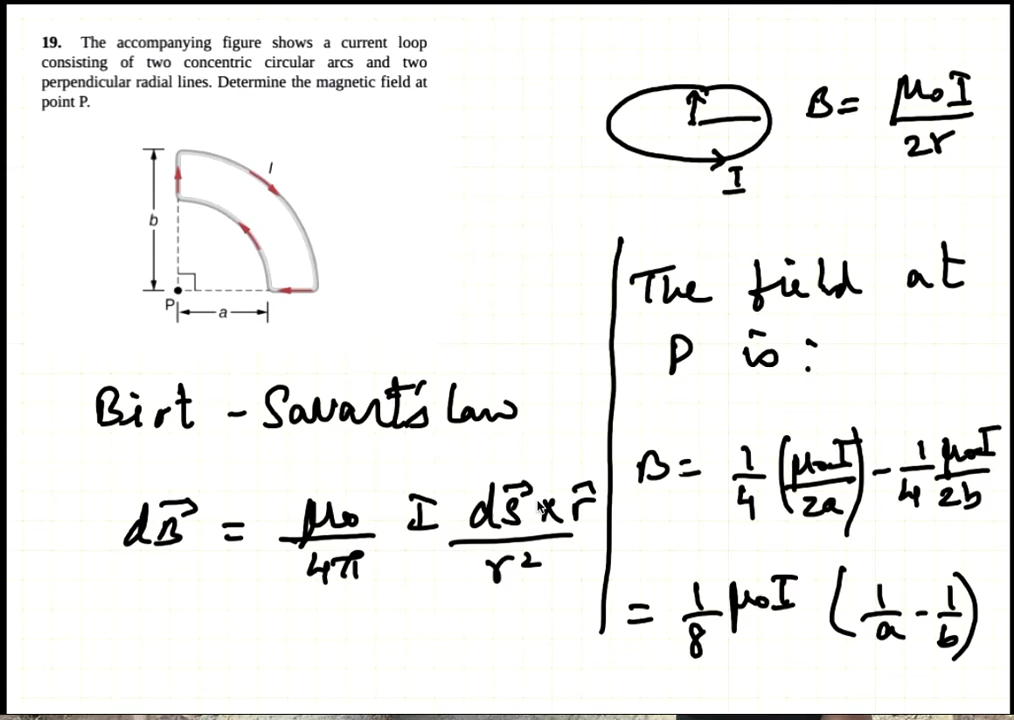 19. The accompanying figure shows a current loop
consisting of two concentric circular arcs and two
perpendicular radial lines. Determine the magnetic field at
point P.
I
b
P
a
I
B = μ₀I / 2r
The field at
P is:
Birt - Savart's law
dB⃗ = μ₀/4π I ds⃗ × r̂ / r²
B = 1/4 (μ₀I/2a) - 1/4 μ₀I/2b
= 1/8 μ₀I (1/a - 1/b)